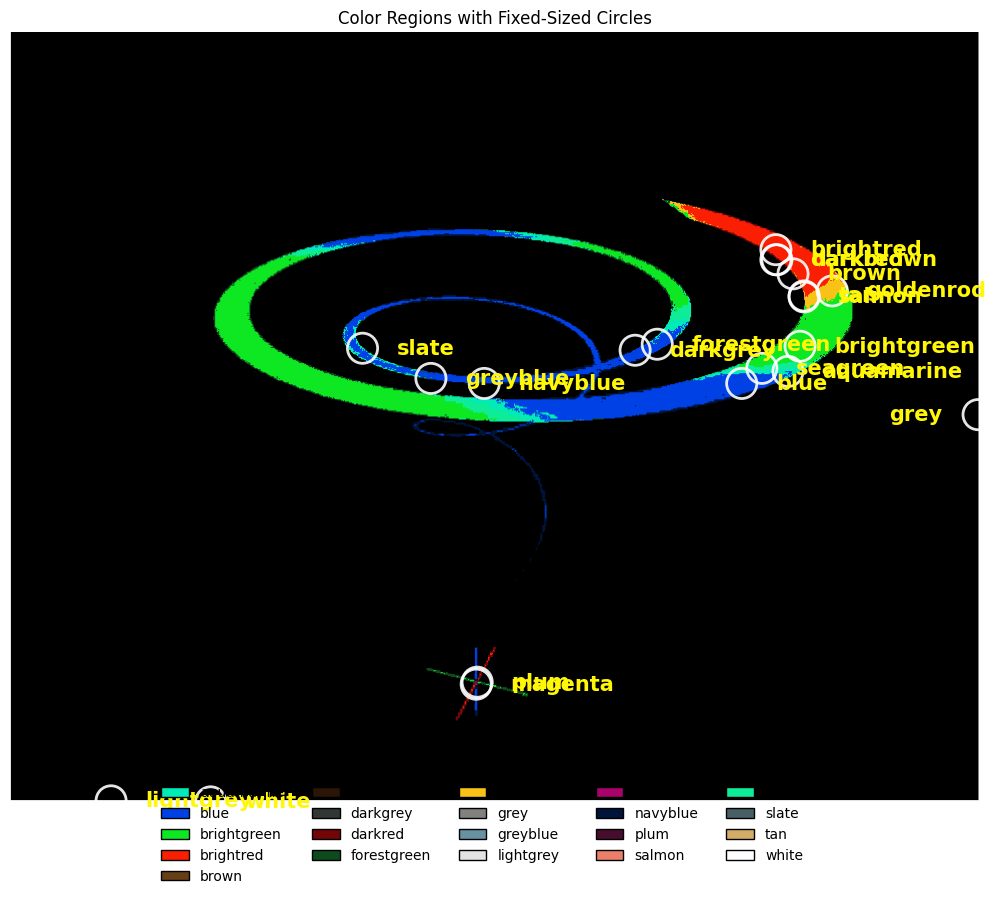 Color Regions with Fixed-Sized Circles
brightred
darkbrown
brown
goldenrod
salmon
forestgreen
brightgreen
slate
darkgrey
seagreen
aquamarine
greyblue
navyblue
blue
grey
plum
magenta
lightgrey
white
blue
brightgreen
brightred
brown
darkgrey
darkred
forestgreen
grey
greyblue
lightgrey
navyblue
plum
salmon
slate
tan
white